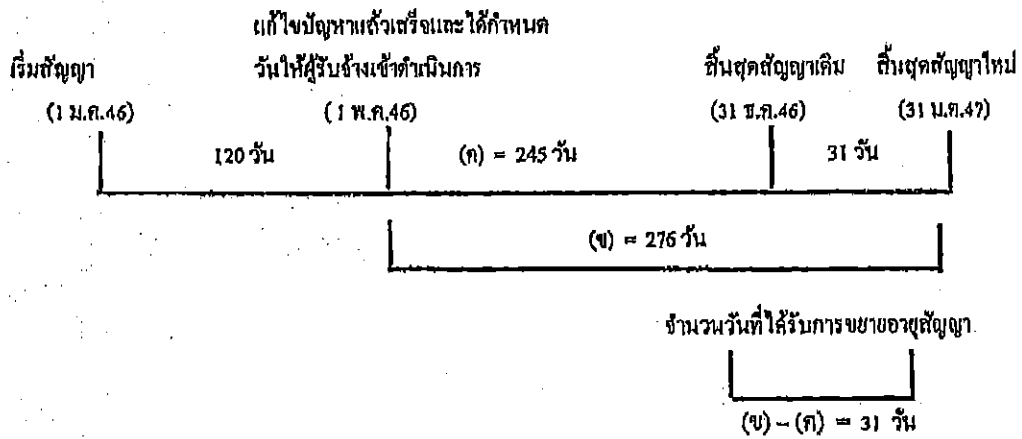 แก้ไขปัญหาแล้วเสร็จและได้กำหนด
เริ่มสัญญา วันให้ผู้รับจ้างเข้าดำเนินการ สิ้นสุดสัญญาเดิม สิ้นสุดสัญญาใหม่
(1 ม.ค.46) (1 พ.ค.46) (31 ธ.ค.46) (31 ม.ค.47)
120 วัน (ก) = 245 วัน 31 วัน
(ข) = 276 วัน
จำนวนวันที่ได้รับการขยายอายุสัญญา
(ข) – (ก) = 31 วัน